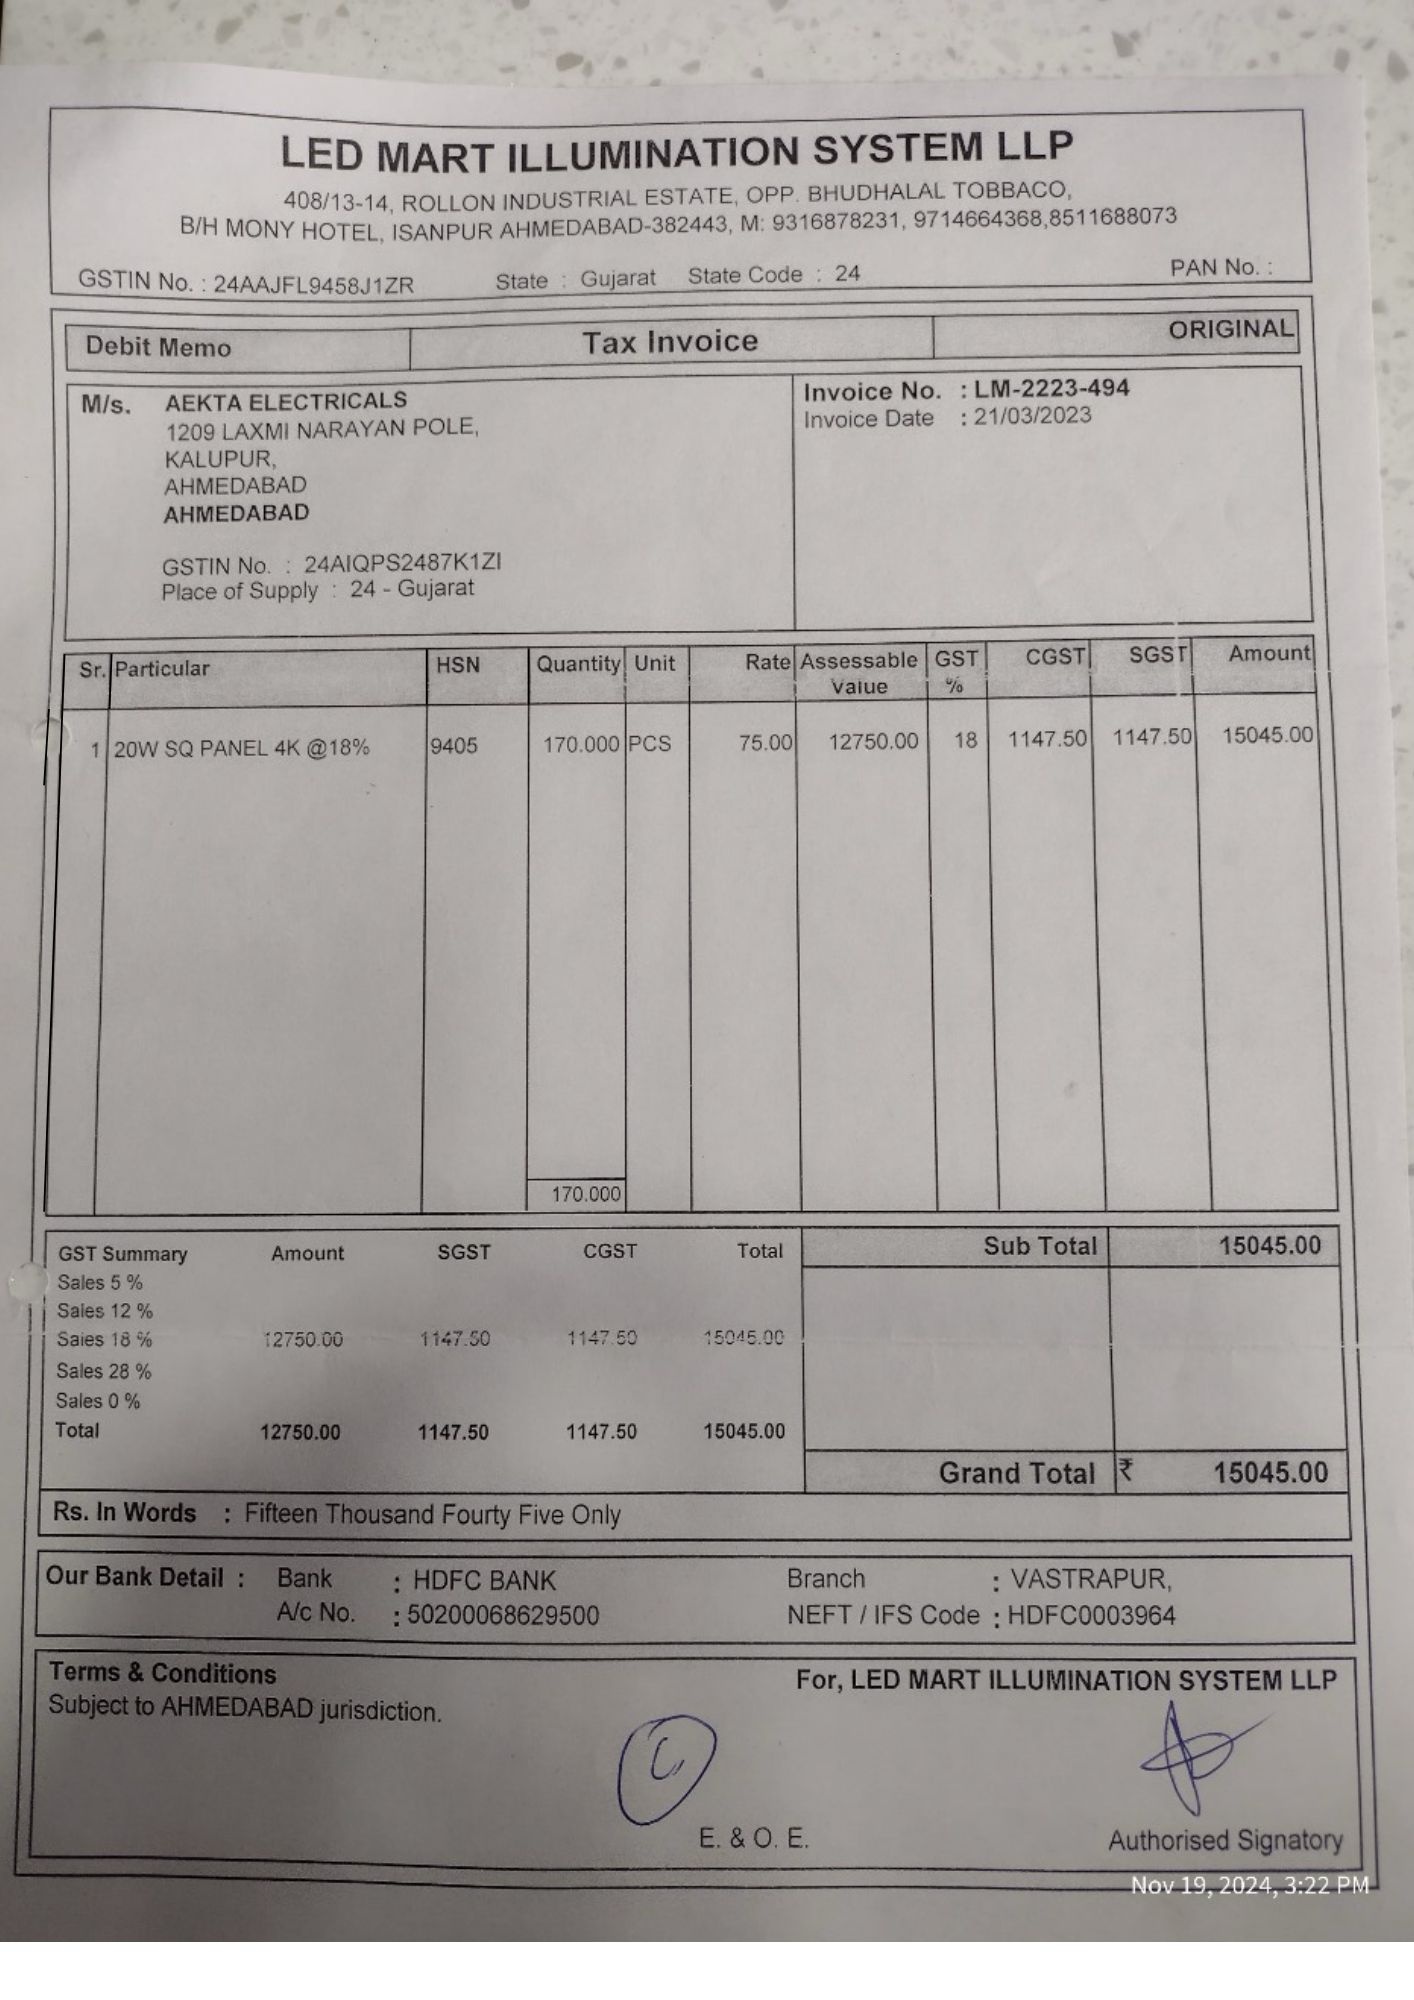 LED MART ILLUMINATION SYSTEM LLP
408/13-14, ROLLON INDUSTRIAL ESTATE, OPP. BHUDHALAL TOBBACO,
B/H MONY HOTEL, ISANPUR AHMEDABAD-382443, M: 9316878231, 9714664368,8511688073
GSTIN No. : 24AAJFL9458J1ZR State : Gujarat State Code : 24 PAN No. :
Debit Memo Tax Invoice ORIGINAL
M/s. AEKTA ELECTRICALS
1209 LAXMI NARAYAN POLE,
KALUPUR,
AHMEDABAD
AHMEDABAD
GSTIN No. : 24AIQPS2487K1ZI
Place of Supply : 24 - Gujarat
Invoice No. : LM-2223-494
Invoice Date : 21/03/2023
Sr. Particular HSN Quantity Unit Rate Assessable Value GST % CGST SGST Amount
1 20W SQ PANEL 4K @18% 9405 170.000 PCS 75.00 12750.00 18 1147.50 1147.50 15045.00
170.000
GST Summary Amount SGST CGST Total
Sales 5 %
Sales 12 %
Sales 18 % 12750.00 1147.50 1147.50 15045.00
Sales 28 %
Sales 0 %
Total 12750.00 1147.50 1147.50 15045.00
Sub Total 15045.00
Grand Total ₹ 15045.00
Rs. In Words : Fifteen Thousand Fourty Five Only
Our Bank Detail : Bank : HDFC BANK Branch : VASTRAPUR,
A/c No. : 50200068629500 NEFT / IFS Code : HDFC0003964
Terms & Conditions
Subject to AHMEDABAD jurisdiction.
For, LED MART ILLUMINATION SYSTEM LLP
E. & O. E.
Authorised Signatory
Nov 19, 2024, 3:22 PM